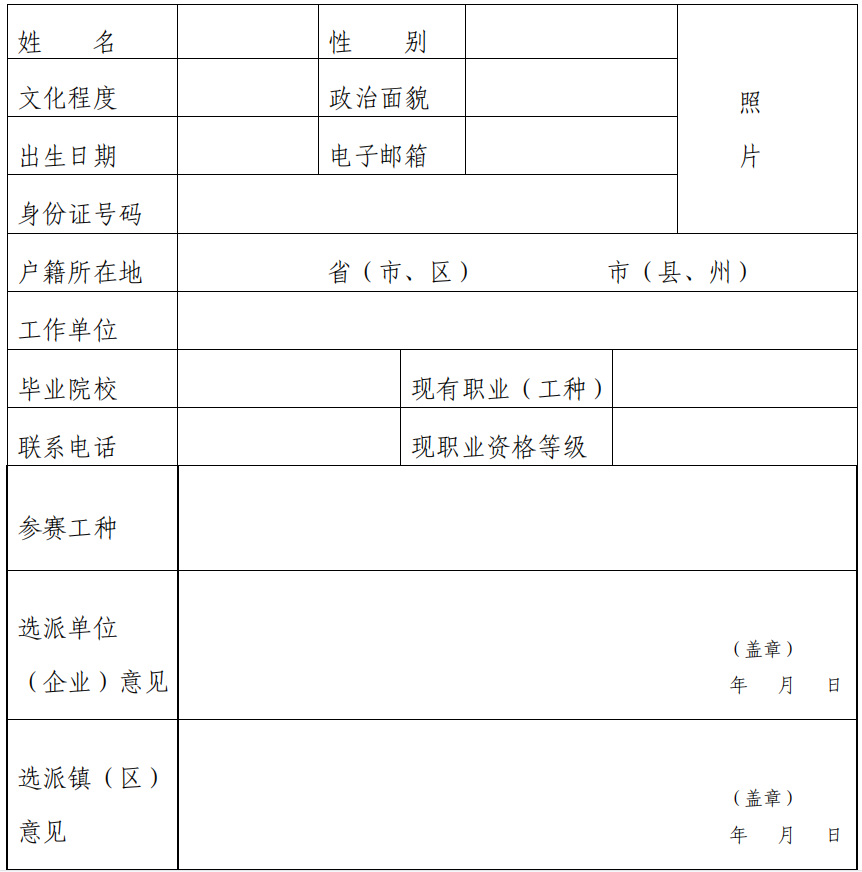 姓　　名　　性　　别
文化程度　　政治面貌　　照
出生日期　　电子邮箱　　片
身份证号码
户籍所在地　　省（市、区）　　市（县、州）
工作单位
毕业院校　　现有职业（工种）
联系电话　　现职业资格等级
参赛工种
选派单位
（企业）意见
（盖章）
年　月　日
选派镇（区）
意见
（盖章）
年　月　日